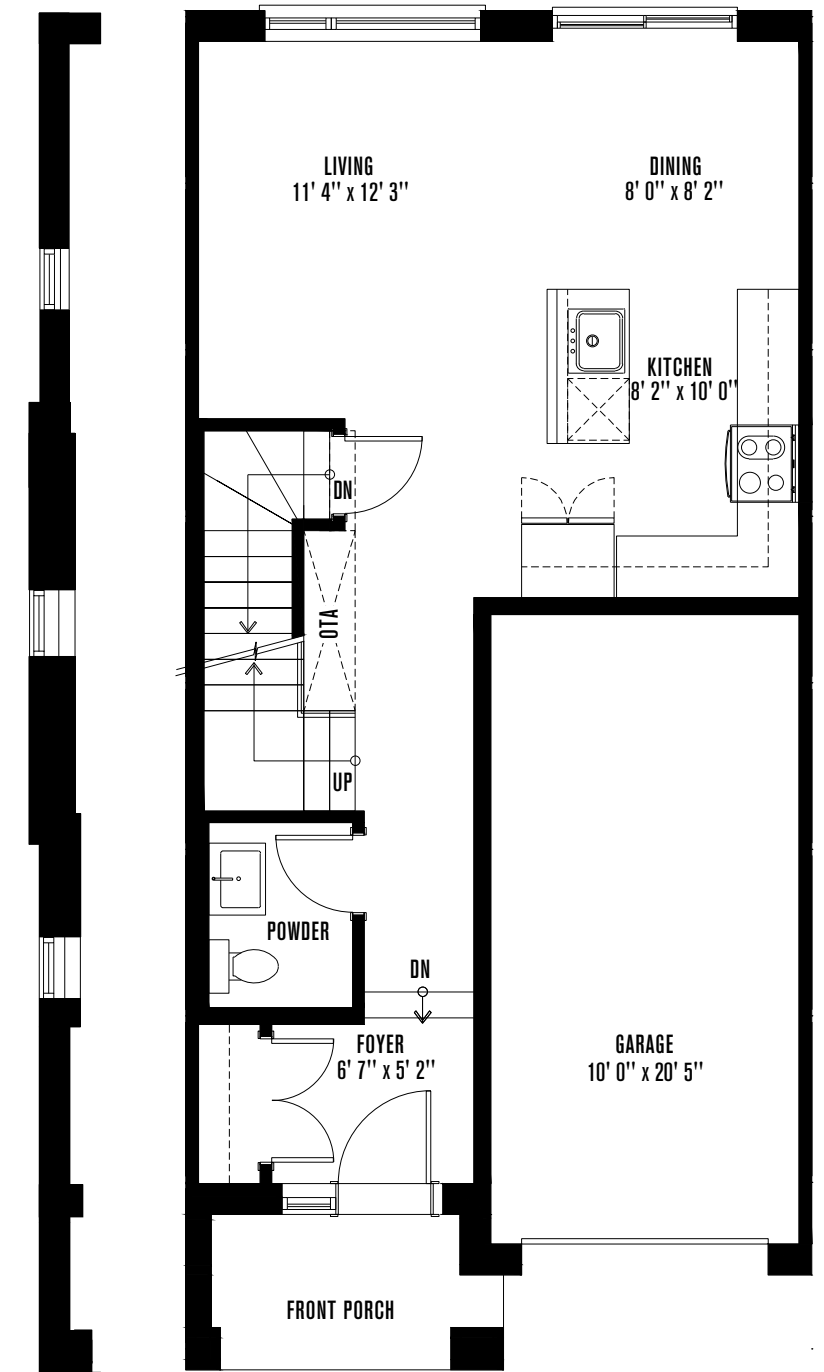 LIVING
11' 4'' x 12' 3''
DINING
8' 0'' x 8' 2''
KITCHEN
8' 2'' x 10' 0''
DN
OTA
UP
POWDER
DN
FOYER
6' 7'' x 5' 2''
GARAGE
10' 0'' x 20' 5''
FRONT PORCH